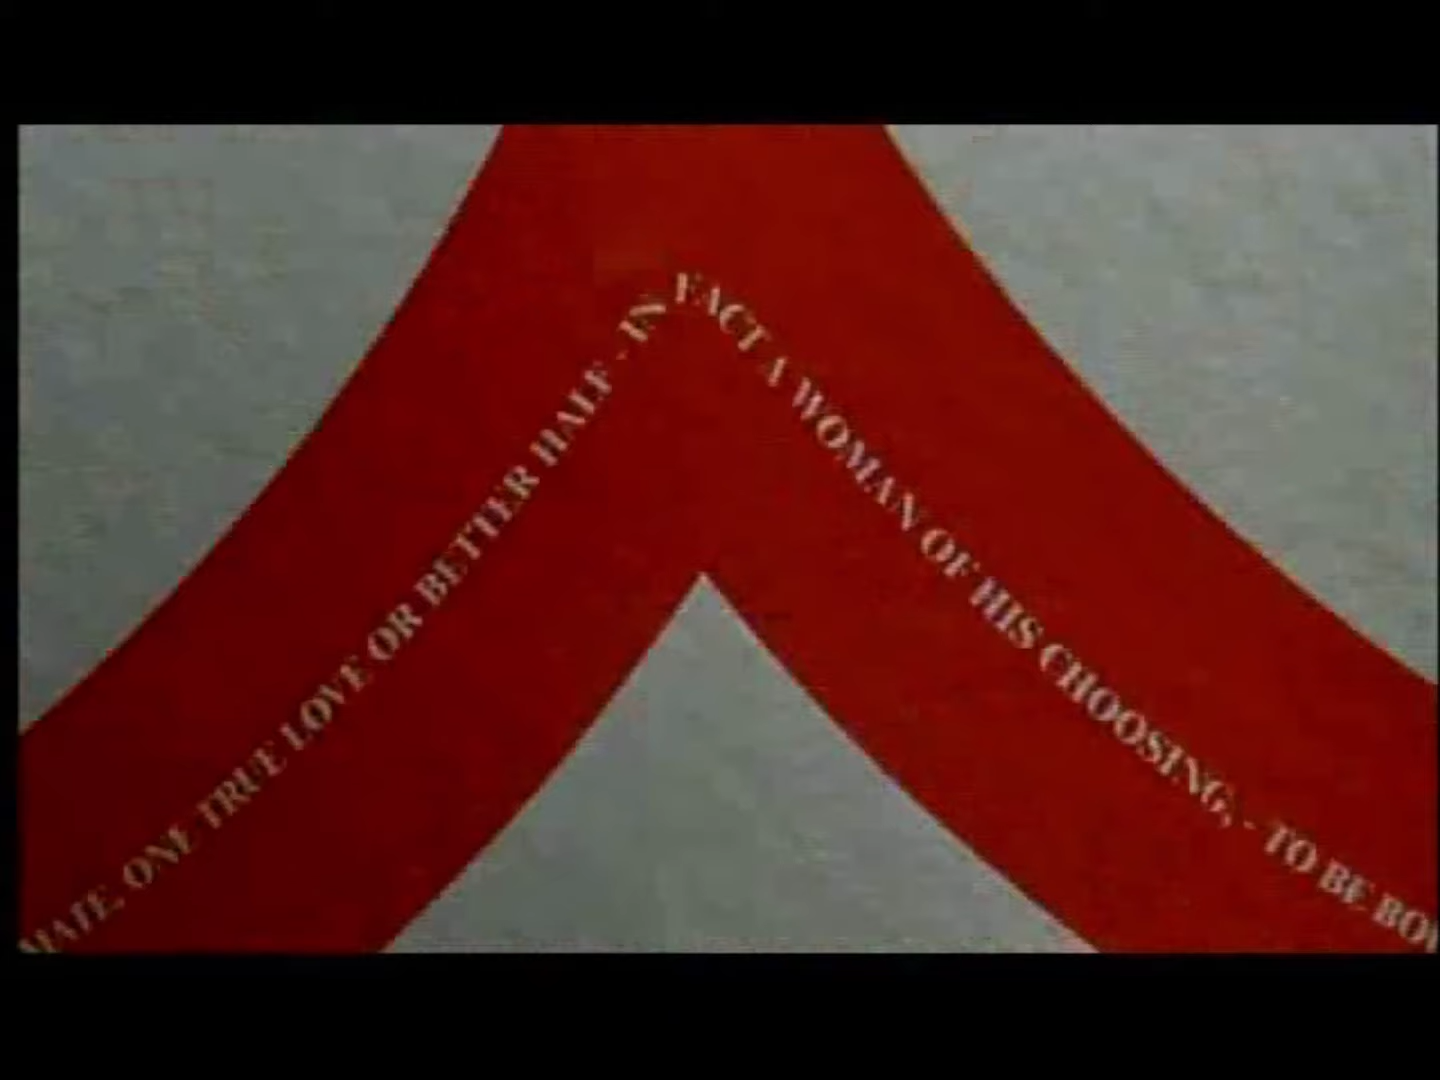 MATE, ONE TRUE LOVE OR BETTER HALF - IN FACT A WOMAN OF HIS CHOOSING, - TO BE